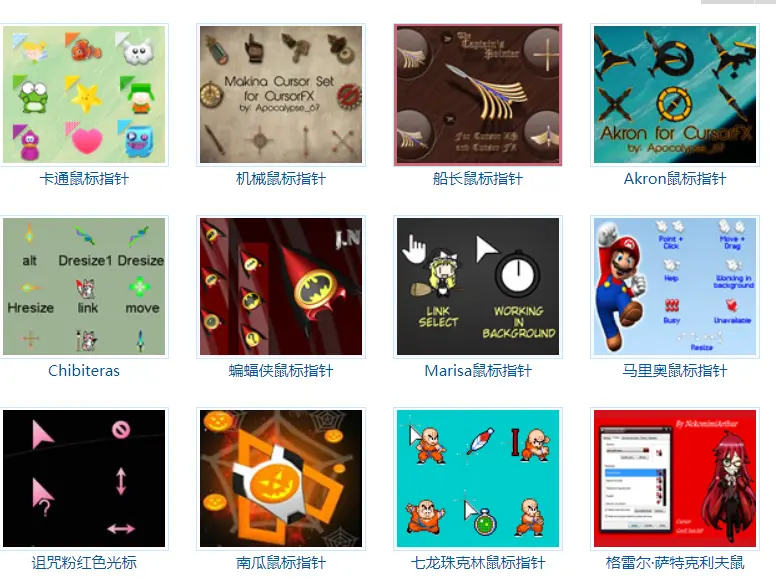 Makina Cursor Set
for CursorFX
by: Apocalypse_67
The Captain's
Pointer
For Cursor XP
and Cursor FX
Akron for CursorFX
by: Apocalypse_67
卡通鼠标指针
机械鼠标指针
船长鼠标指针
Akron鼠标指针
alt
Dresize1
Dresize
Hresize
link
move
J.N
LINK
SELECT
WORKING
IN
BACKGROUND
Point +
Click
Move +
Drag
Help
Working in
background
Busy
Unavailable
Resize
Chibiteras
蝙蝠侠鼠标指针
Marisa鼠标指针
马里奥鼠标指针
?
By NekomimiArthur
Cursor
诅咒粉红色光标
南瓜鼠标指针
七龙珠克林鼠标指针
格雷尔·萨特克利夫鼠